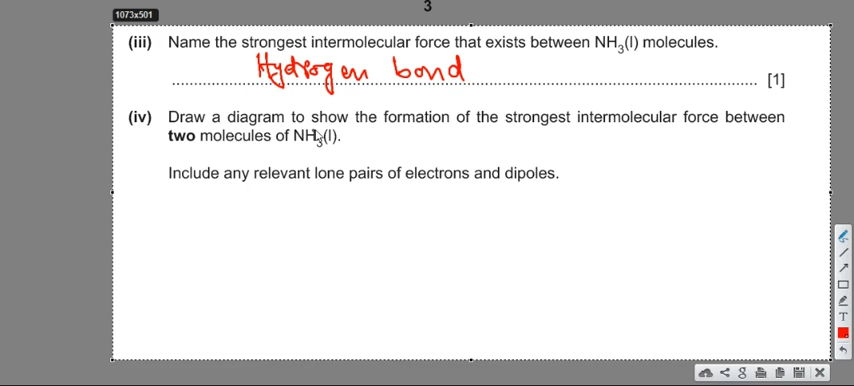 3
1073x501
(iii) Name the strongest intermolecular force that exists between NH3(l) molecules.
Hydrogen bond
[1]
(iv) Draw a diagram to show the formation of the strongest intermolecular force between
two molecules of NH3(l).
Include any relevant lone pairs of electrons and dipoles.